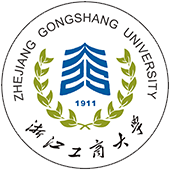 ZHEJIANG GONGSHANG UNIVERSITY
1911
浙江工商大学